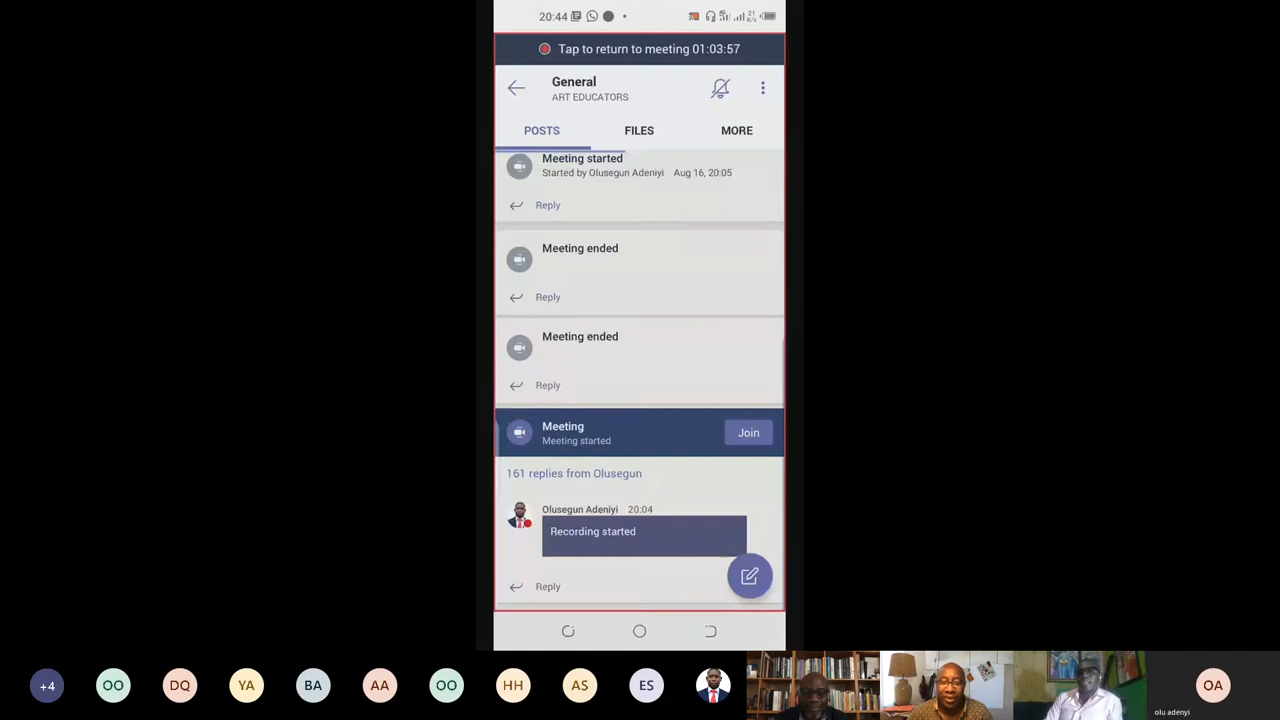 20:44
21
K/s
Tap to return to meeting 01:03:57
General
ART EDUCATORS
POSTS FILES MORE
Meeting started
Started by Olusegun Adeniyi Aug 16, 20:05
Reply
Meeting ended
Reply
Meeting ended
Reply
Meeting
Meeting started
Join
161 replies from Olusegun
Olusegun Adeniyi 20:04
Recording started
Reply
+4 OO DQ YA BA AA OO HH AS ES OA
olu adenyi